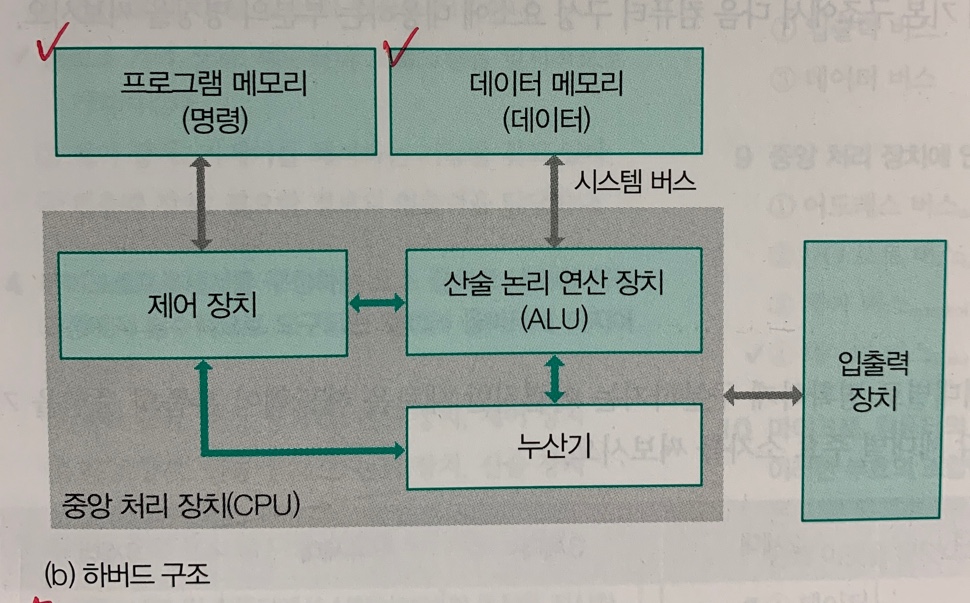 프로그램 메모리
(명령)
데이터 메모리
(데이터)
시스템 버스
제어 장치
산술 논리 연산 장치
(ALU)
입출력
장치
누산기
중앙 처리 장치(CPU)
(b) 하버드 구조